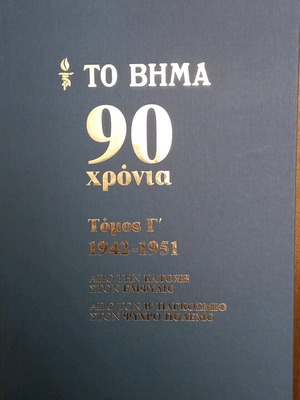 ΤΟ ΒΗΜΑ
90
χρόνια
Τόμος Γ΄
1942-1951
ΑΠΟ ΤΗΝ ΚΑΤΟΧΗ
ΣΤΟΝ ΕΜΦΥΛΙΟ
ΑΠΟ ΤΟΝ Β΄ ΠΑΓΚΟΣΜΙΟ
ΣΤΟΝ ΨΥΧΡΟ ΠΟΛΕΜΟ